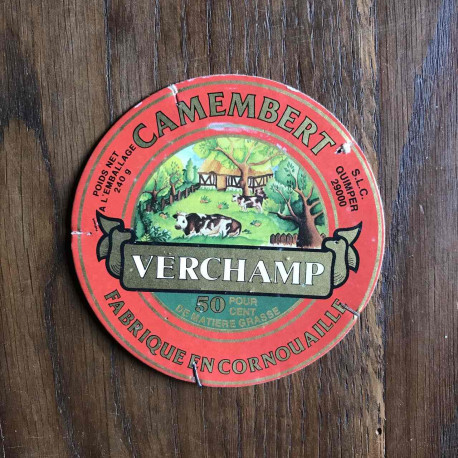 CAMEMBERT
POIDS NET
A L'EMBALLAGE
240 g
S.L.C.
QUIMPER
29000
VERCHAMP
50 POUR
CENT
DE MATIERE GRASSE
FABRIQUE EN CORNOUAILLE